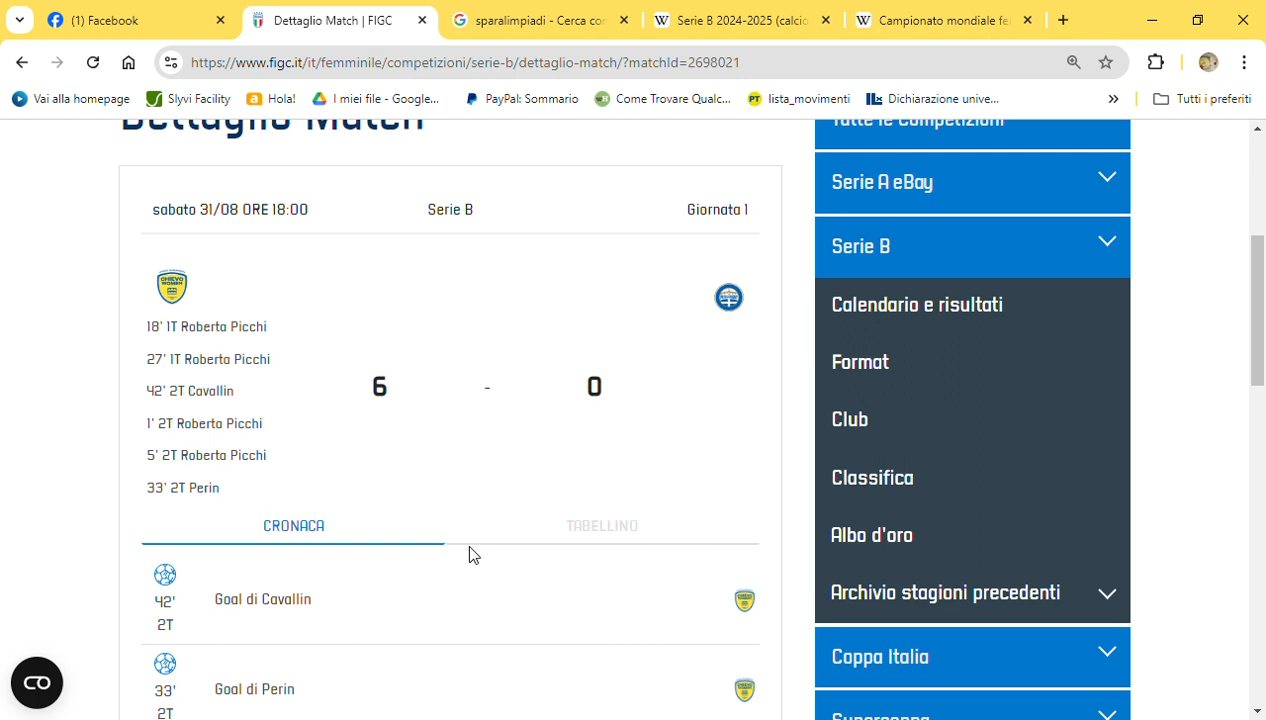 (1) Facebook
Dettaglio Match | FIGC
sparalimpiadi - Cerca co
Serie B 2024-2025 (calcio
Campionato mondiale fe
https://www.figc.it/it/femminile/competizioni/serie-b/dettaglio-match/?matchId=2698021
Vai alla homepage
Slyvi Facility
Hola!
I miei file - Google...
PayPal: Sommario
Come Trovare Qualc...
lista_movimenti
Dichiarazione unive...
»
Tutti i preferiti
Dettaglio Match
Tutte le Competizioni
sabato 31/08 ORE 18:00
Serie B
Giornata 1
CHIEVO
WOMEN
18' 1T Roberta Picchi
27' 1T Roberta Picchi
42' 2T Cavallin
1' 2T Roberta Picchi
5' 2T Roberta Picchi
33' 2T Perin
6
-
0
CRONACA
TABELLINO
42'
2T
Goal di Cavallin
33'
2T
Goal di Perin
Serie A eBay
Serie B
Calendario e risultati
Format
Club
Classifica
Albo d'oro
Archivio stagioni precedenti
Coppa Italia
Supercoppa